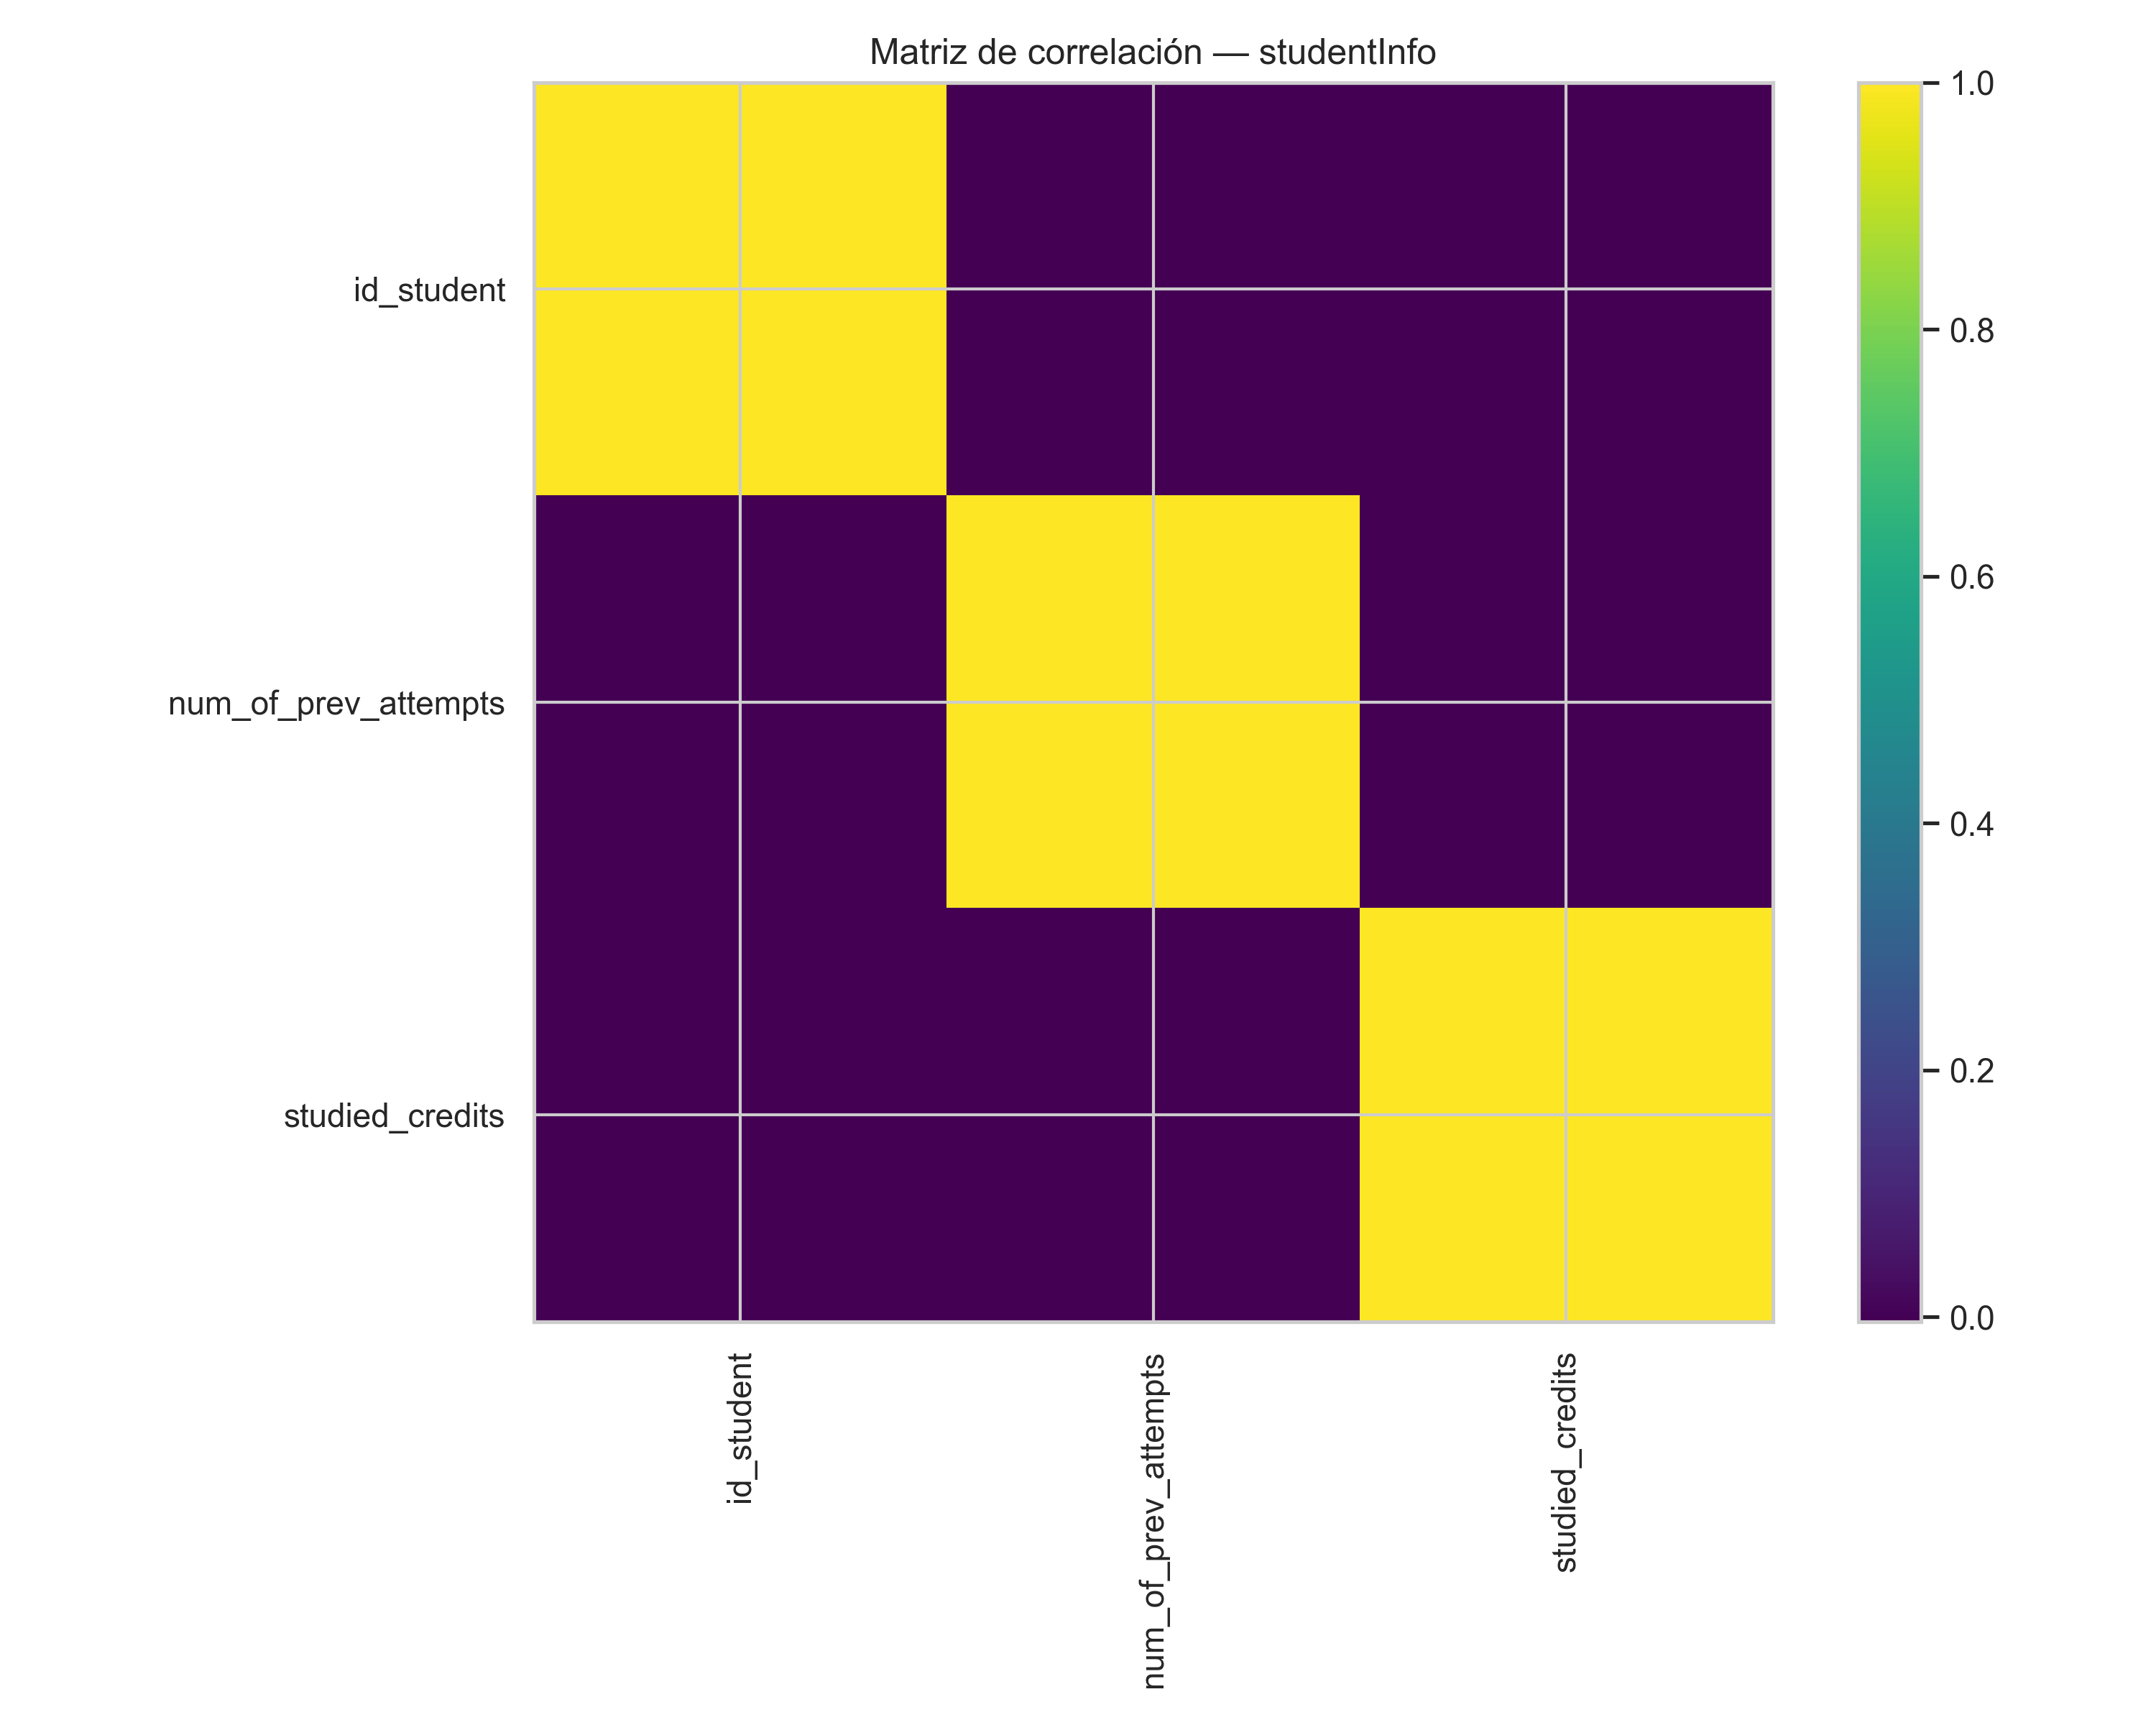 Matriz de correlación — studentInfo
id_student
num_of_prev_attempts
studied_credits
id_student
num_of_prev_attempts
studied_credits
1.0
0.8
0.6
0.4
0.2
0.0